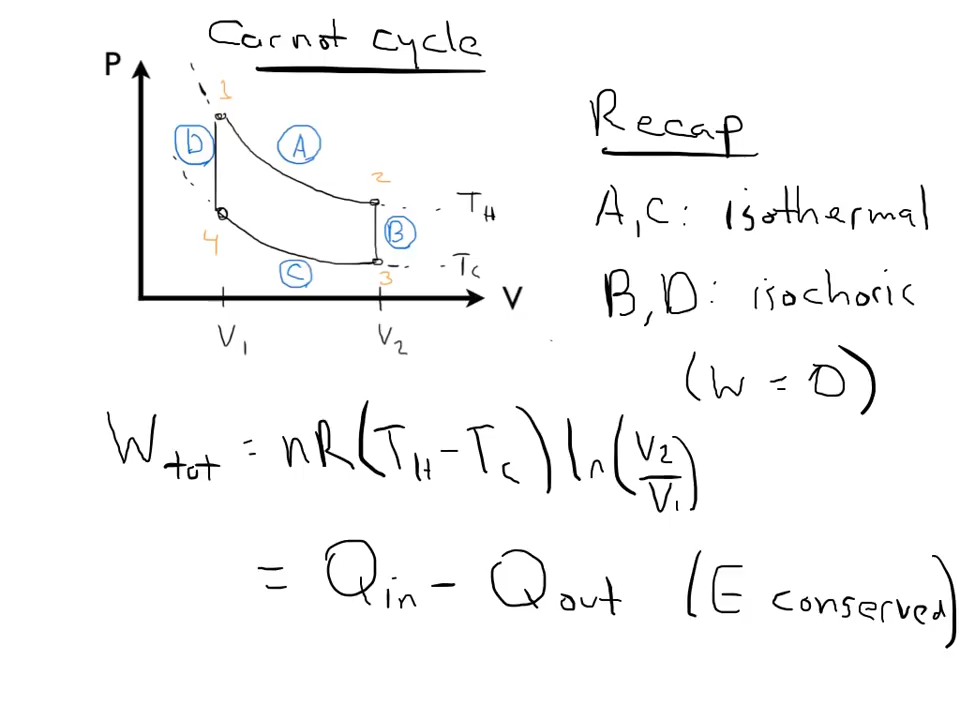 Carnot cycle
P
1
D
A
2
T_H
4
B
C
3
T_C
V
V_1
V_2
Recap
A,C: isothermal
B,D: isochoric
(W = 0)
W_tot = nR(T_H - T_C) ln(V_2/V_1)
= Q_in - Q_out (E conserved)